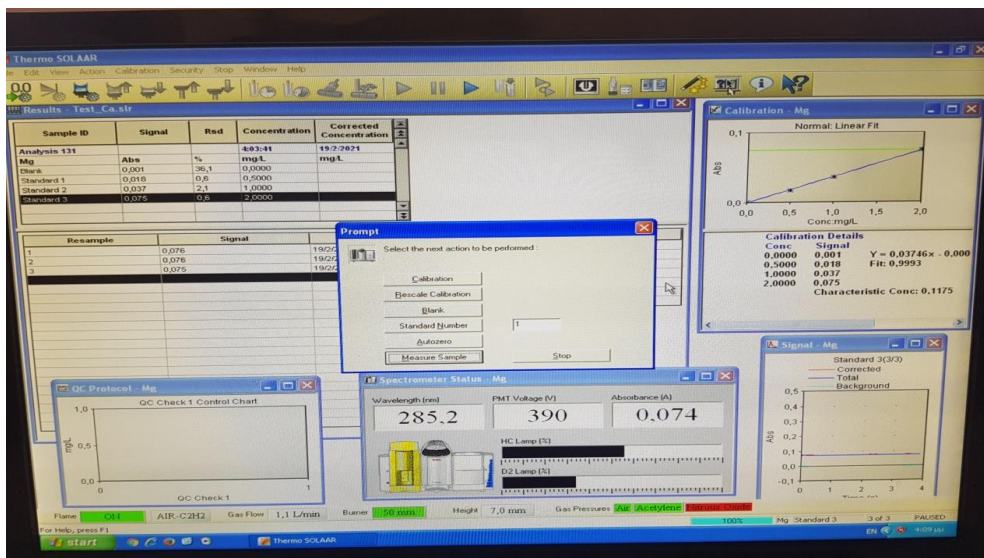 Thermo SOLAAR
Edit View Action Calibration Security Stop Window Help
Results - Test_Ca.slr
Sample ID Signal Rsd Concentration Corrected Concentration
Analysis 131 4:03:41 19/2/2021
Mg Abs % mg/L mg/L
Blank 0,001 36,1 0,0000
Standard 1 0,018 0,6 0,5000
Standard 2 0,037 2,1 1,0000
Standard 3 0,075 0,6 2,0000
Resample Signal
1 0,076 19/2/2
2 0,076 19/2/2
3 0,075 19/2/2
Prompt
Select the next action to be performed :
Calibration
Rescale Calibration
Blank
Standard Number 1
Autozero
Measure Sample Stop
Calibration - Mg
Normal: Linear Fit
Abs
0,1
0,0
0,0 0,5 1,0 1,5 2,0
Conc:mg/L
Calibration Details
Conc Signal
0,0000 0,001 Y = 0,03746x - 0,000
0,5000 0,018 Fit: 0,9993
1,0000 0,037
2,0000 0,075
Characteristic Conc: 0,1175
QC Protocol - Mg
QC Check 1 Control Chart
mg/L
1,0
0,5
0,0
0 1
QC Check 1
Spectrometer Status - Mg
Wavelength (nm) PMT Voltage (V) Absorbance (A)
285,2 390 0,074
HC Lamp (%)
D2 Lamp (%)
Signal - Mg
Standard 3(3/3)
Corrected
Total
Background
Abs
0,5
0,4
0,3
0,2
0,1
0,0
-0,1
0 1 2 3 4
Flame ON AIR-C2H2 Gas Flow 1,1 L/min Burner 50 mm Height 7,0 mm Gas Pressures Air Acetylene Nitrous Oxide
For Help, press F1 100% Mg Standard 3 3 of 3 PAUSED
start Thermo SOLAAR EN 4:09 μμ